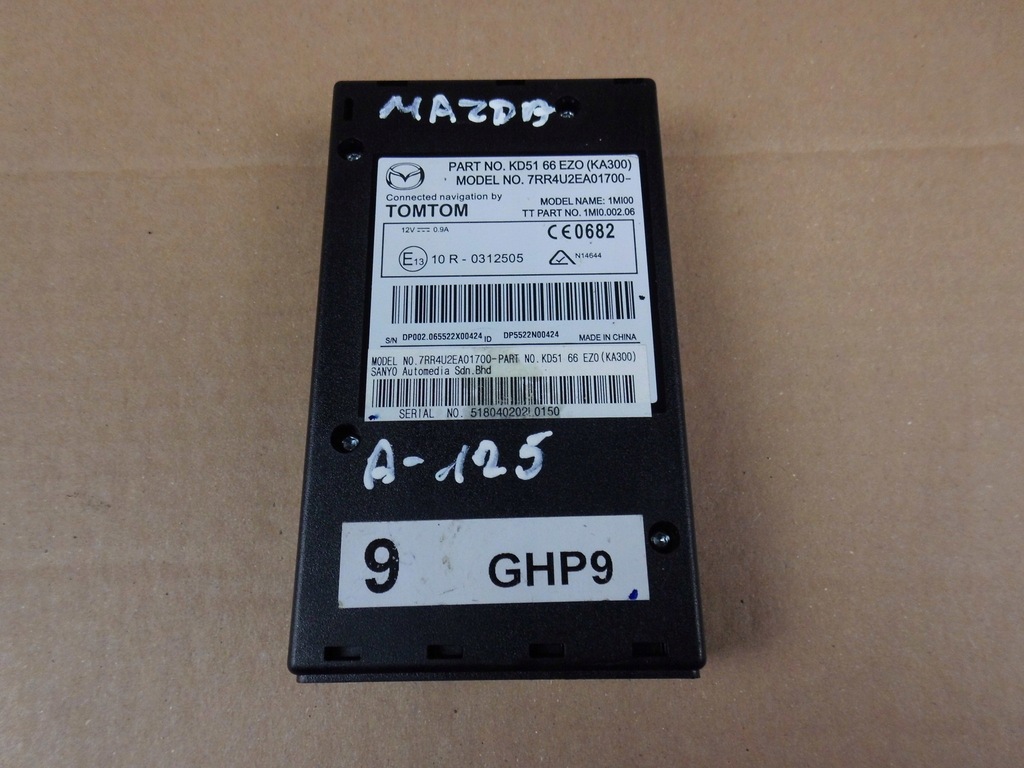 MAZDA
PART NO. KD51 66 EZ0 (KA300)
MODEL NO. 7RR4U2EA01700-
Connected navigation by
TOMTOM
MODEL NAME: 1MI00
TT PART NO. 1MI0.002.06
12V 0.9A
CE0682
E13 10 R - 0312505
N14644
S/N DP002.065522X00424 ID DP5522N00424 MADE IN CHINA
MODEL NO.7RR4U2EA01700-PART NO.KD51 66 EZ0(KA300)
SANYO Automedia Sdn.Bhd
SERIAL NO. 518040202L0150
A-125
9 GHP9